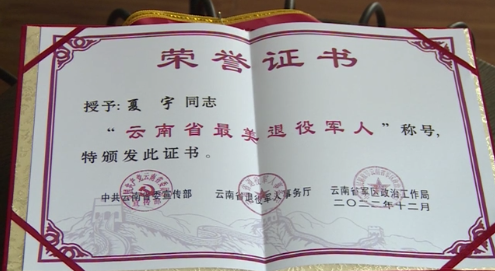 荣誉证书
授予:夏宇同志
“云南省最美退役军人”称号,
特颁发此证书。
中共云南省委宣传部 云南省退役军人事务厅 云南省军区政治工作局
二〇二二年十二月